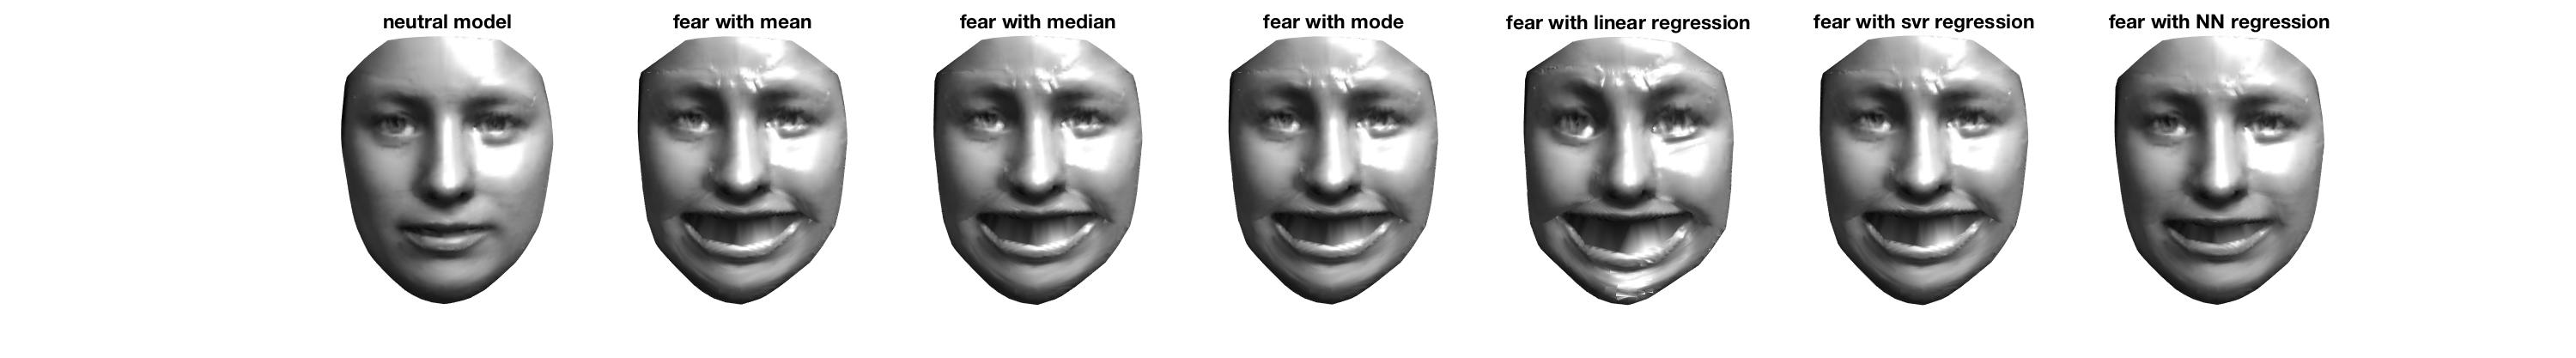 neutral model
fear with mean
fear with median
fear with mode
fear with linear regression
fear with svr regression
fear with NN regression